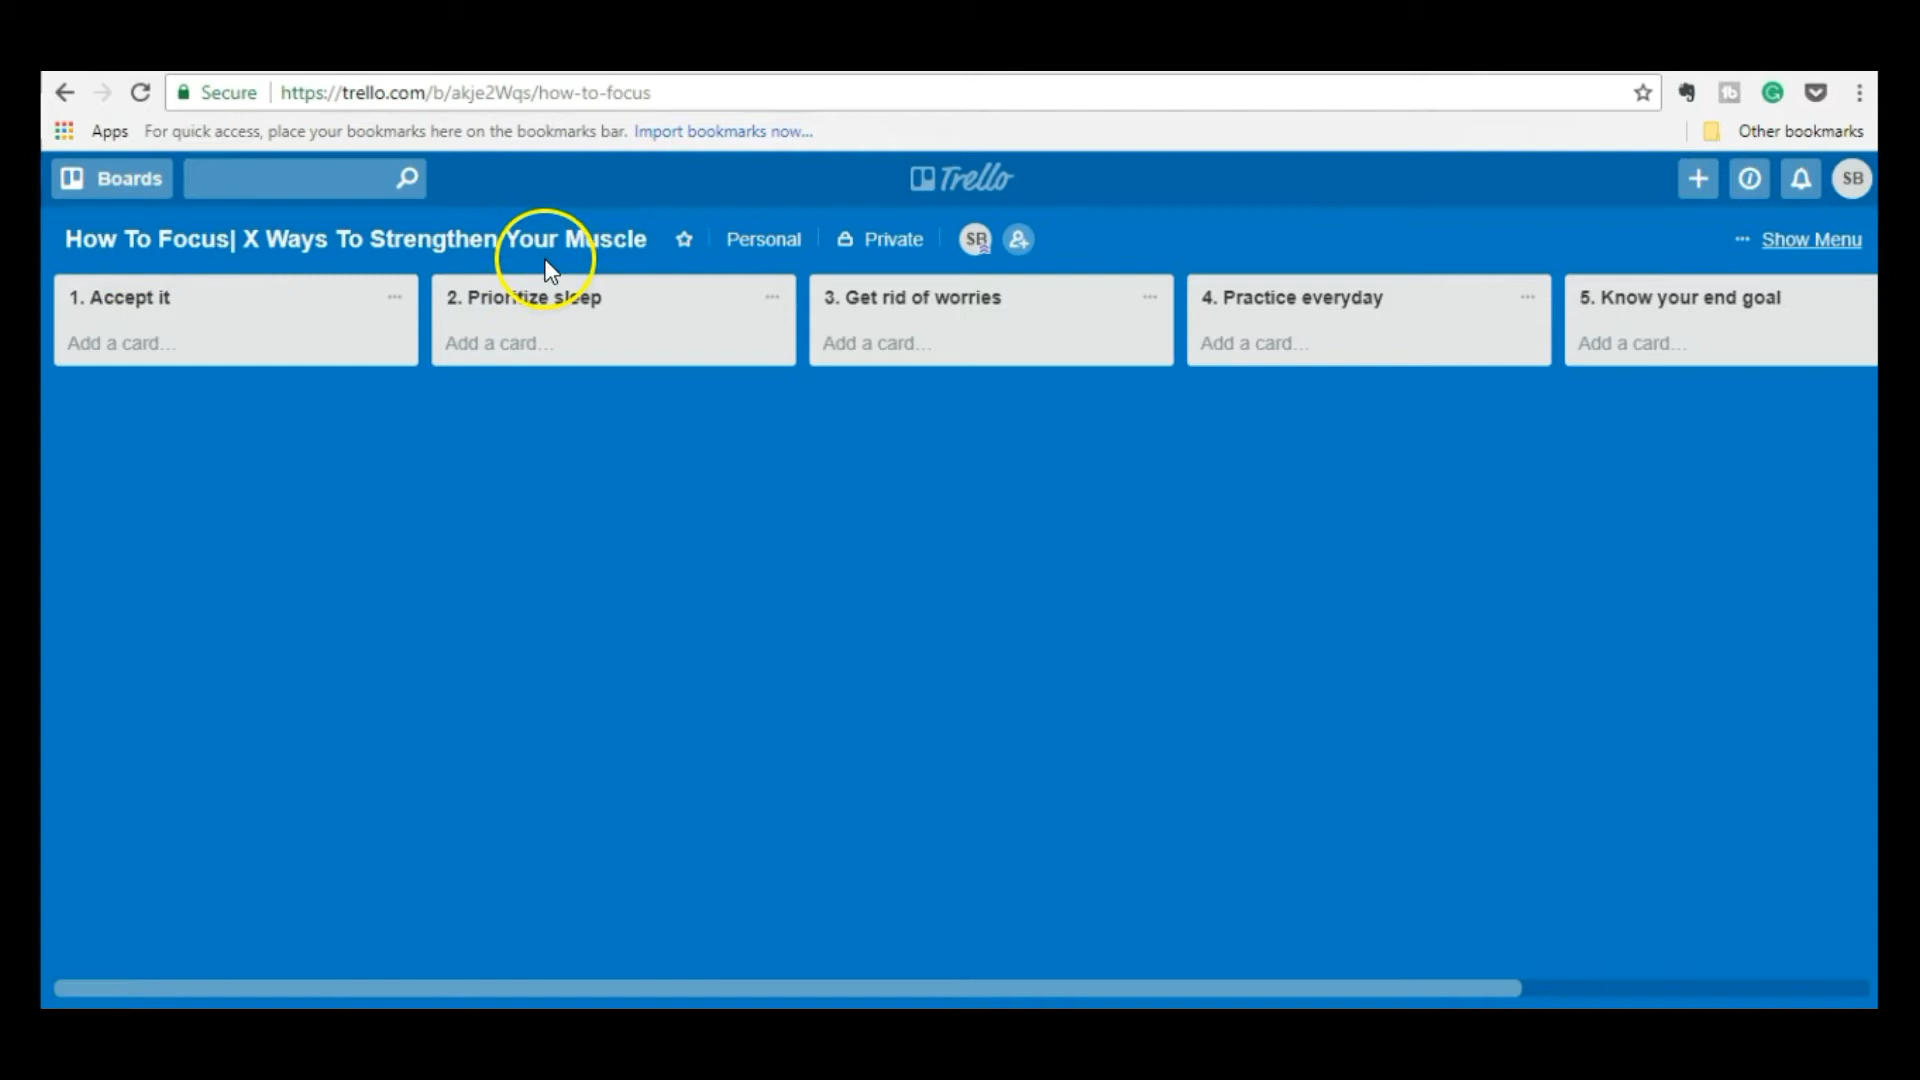 Secure https://trello.com/b/akje2Wqs/how-to-focus
Apps For quick access, place your bookmarks here on the bookmarks bar. Import bookmarks now... Other bookmarks
Boards Trello SB
How To Focus| X Ways To Strengthen Your Muscle Personal Private SB ... Show Menu
1. Accept it ... 2. Prioritize sleep ... 3. Get rid of worries ... 4. Practice everyday ... 5. Know your end goal
Add a card... Add a card... Add a card... Add a card... Add a card...